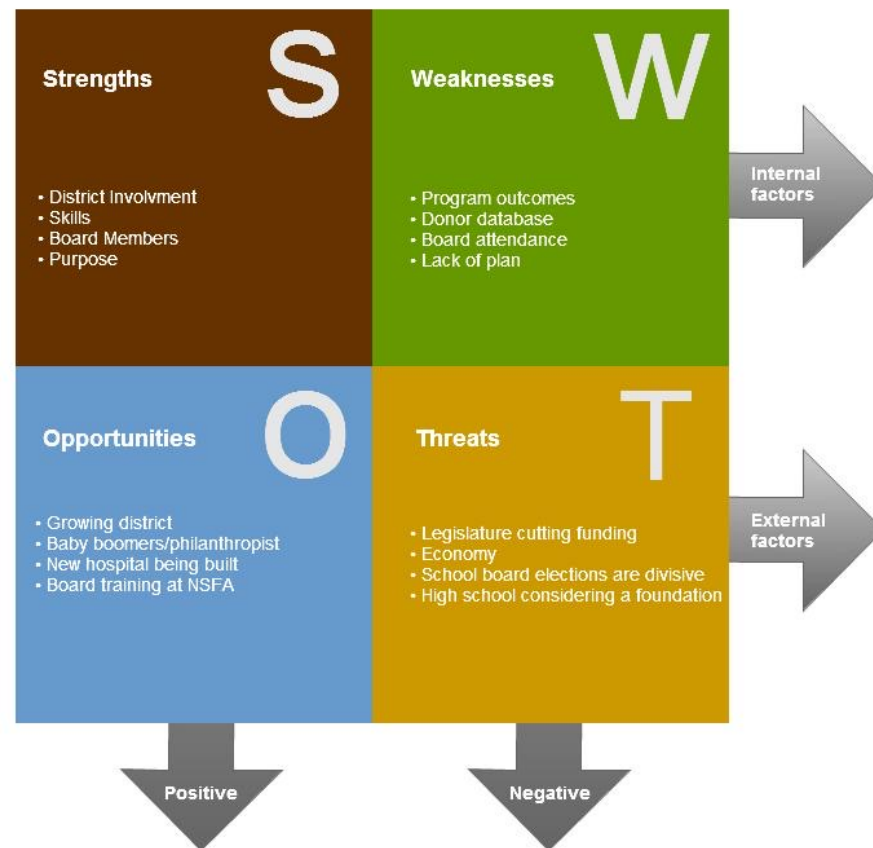 Strengths
S
• District Involvment
• Skills
• Board Members
• Purpose
Weaknesses
W
• Program outcomes
• Donor database
• Board attendance
• Lack of plan
Internal
factors
Opportunities
O
• Growing district
• Baby boomers/philanthropist
• New hospital being built
• Board training at NSFA
Threats
T
• Legislature cutting funding
• Economy
• School board elections are divisive
• High school considering a foundation
External
factors
Positive
Negative